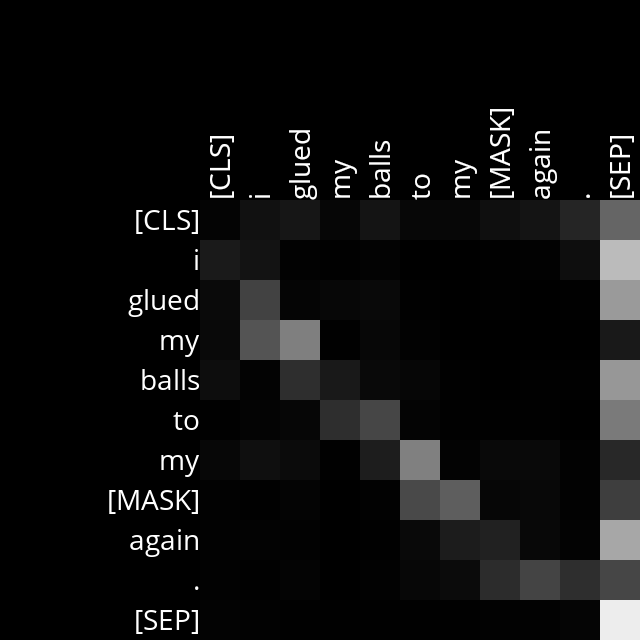 [CLS] i glued my balls to my [MASK] again . [SEP]
[CLS]
i
glued
my
balls
to
my
[MASK]
again
.
[SEP]